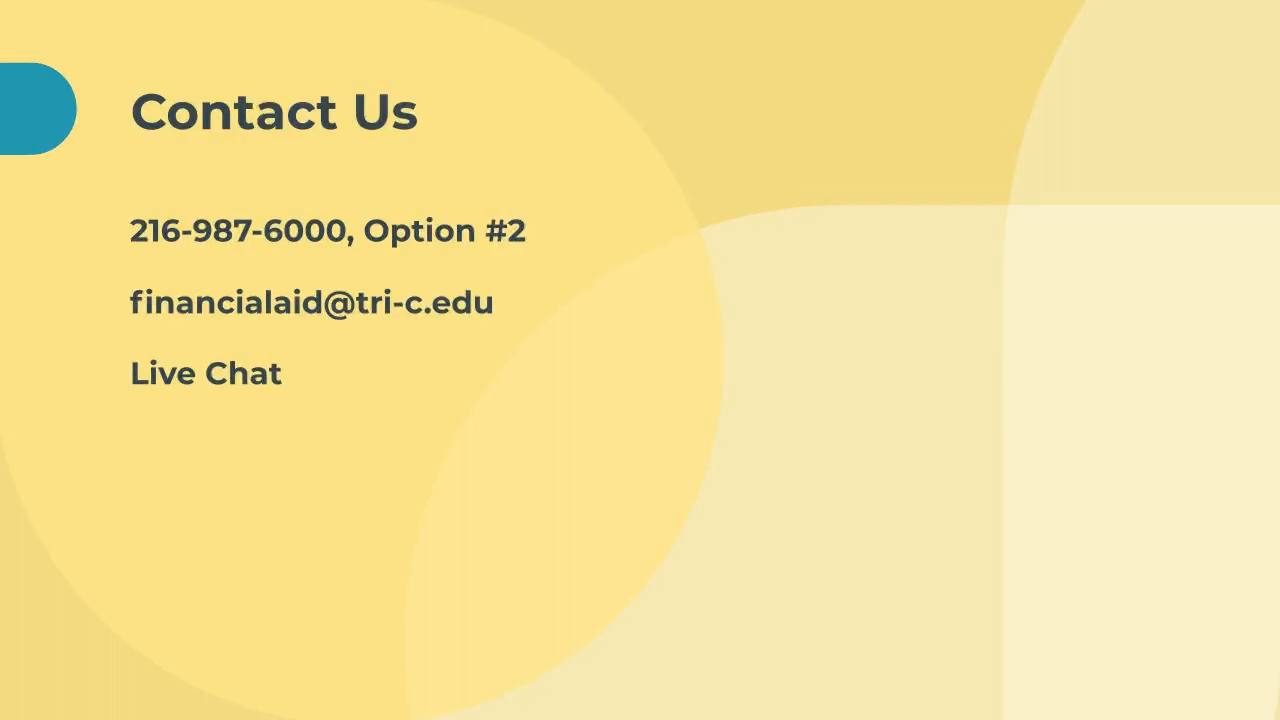 Contact Us
216-987-6000, Option #2
financialaid@tri-c.edu
Live Chat